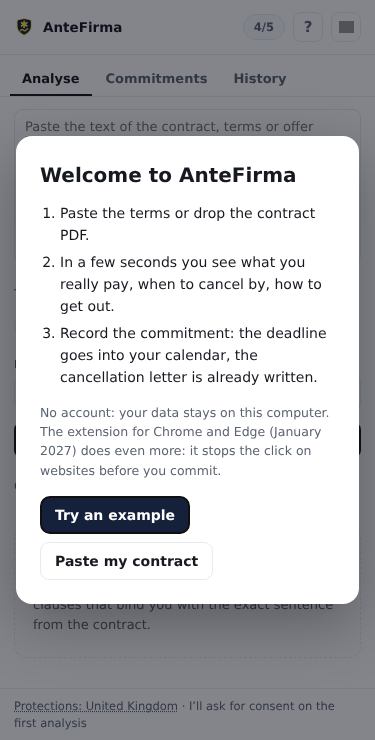 AnteFirma
4/5
?
Analyse
Commitments
History
Paste the text of the contract, terms or offer
Welcome to AnteFirma
1. Paste the terms or drop the contract
PDF.
2. In a few seconds you see what you
really pay, when to cancel by, how to
get out.
3. Record the commitment: the deadline
goes into your calendar, the
cancellation letter is already written.
No account: your data stays on this computer.
The extension for Chrome and Edge (January
2027) does even more: it stops the click on
websites before you commit.
Try an example
Paste my contract
clauses that bind you with the exact sentence
from the contract.
Protections: United Kingdom · I'll ask for consent on the
first analysis